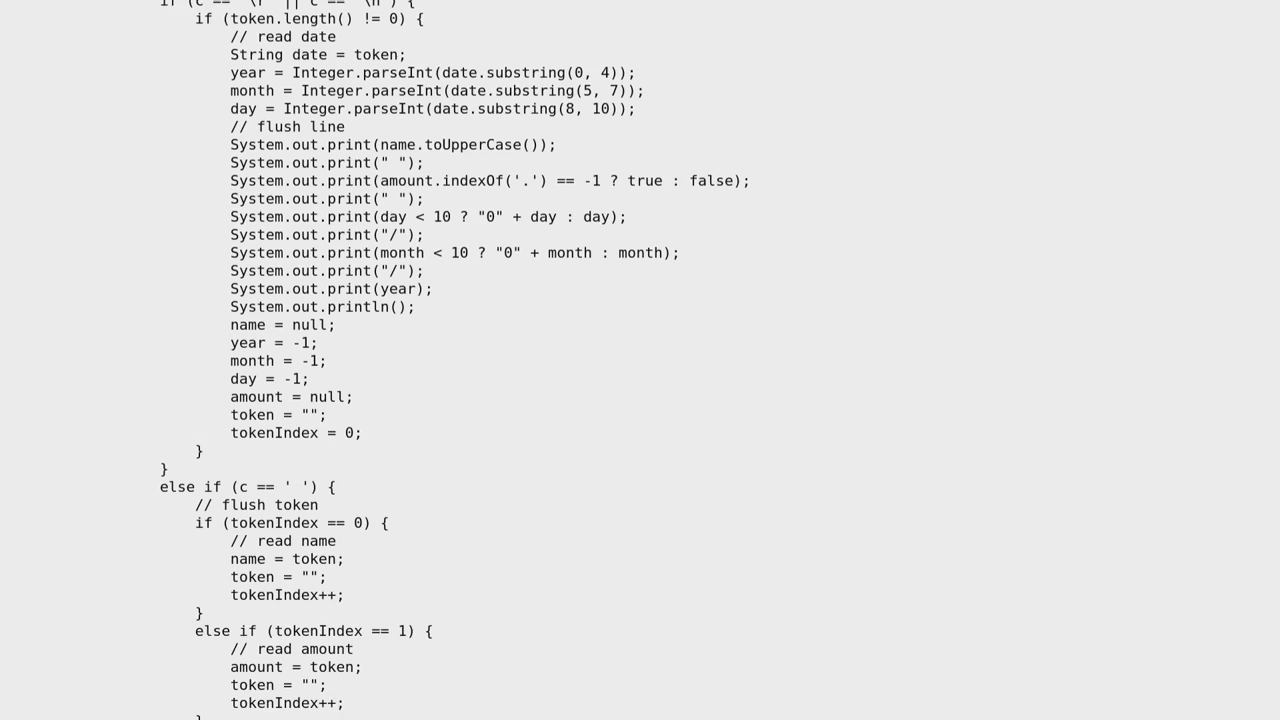 if (c == '\r' || c == '\n') {
if (token.length() != 0) {
// read date
String date = token;
year = Integer.parseInt(date.substring(0, 4));
month = Integer.parseInt(date.substring(5, 7));
day = Integer.parseInt(date.substring(8, 10));
// flush line
System.out.print(name.toUpperCase());
System.out.print(" ");
System.out.print(amount.indexOf('.') == -1 ? true : false);
System.out.print(" ");
System.out.print(day < 10 ? "0" + day : day);
System.out.print("/");
System.out.print(month < 10 ? "0" + month : month);
System.out.print("/");
System.out.print(year);
System.out.println();
name = null;
year = -1;
month = -1;
day = -1;
amount = null;
token = "";
tokenIndex = 0;
}
}
else if (c == ' ') {
// flush token
if (tokenIndex == 0) {
// read name
name = token;
token = "";
tokenIndex++;
}
else if (tokenIndex == 1) {
// read amount
amount = token;
token = "";
tokenIndex++;
}